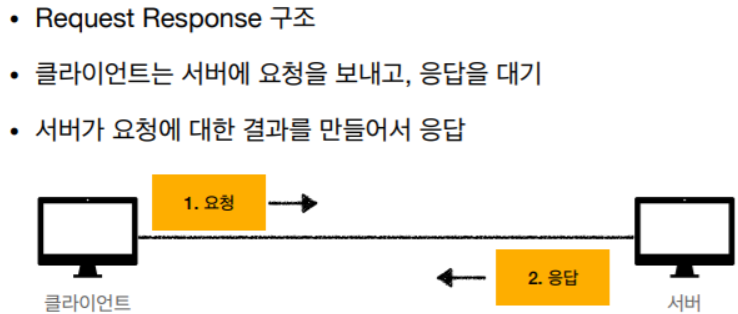 • Request Response 구조
• 클라이언트는 서버에 요청을 보내고, 응답을 대기
• 서버가 요청에 대한 결과를 만들어서 응답
1. 요청
2. 응답
클라이언트
서버